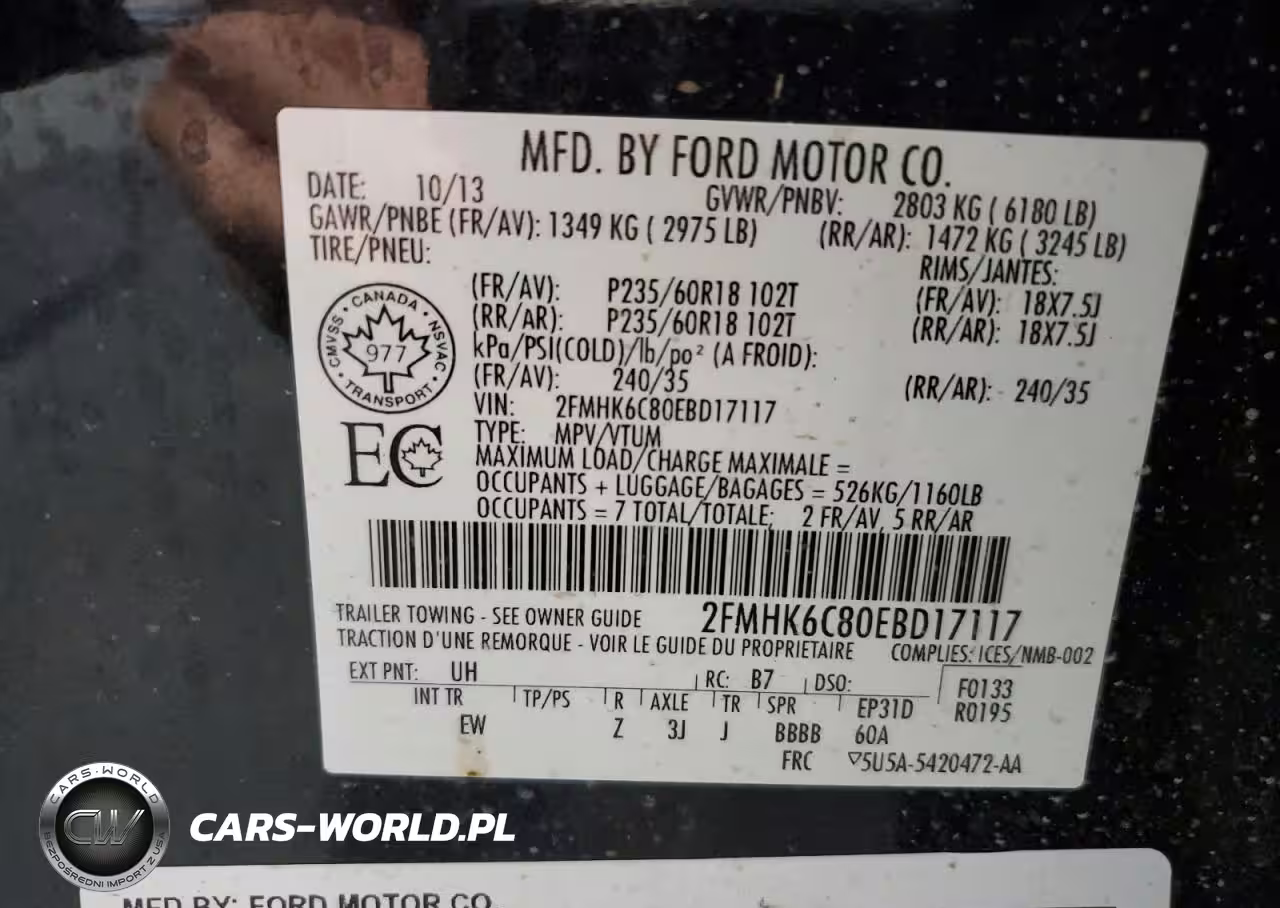 MFD. BY FORD MOTOR CO.
DATE: 10/13 GVWR/PNBV: 2803 KG ( 6180 LB)
GAWR/PNBE (FR/AV): 1349 KG ( 2975 LB) (RR/AR): 1472 KG ( 3245 LB)
TIRE/PNEU: RIMS/JANTES:
(FR/AV): P235/60R18 102T (FR/AV): 18X7.5J
(RR/AR): P235/60R18 102T (RR/AR): 18X7.5J
kPa/PSI(COLD)/lb/po² (A FROID):
(FR/AV): 240/35 (RR/AR): 240/35
CANADA
CMVSS NSVAC
977
TRANSPORT
VIN: 2FMHK6C80EBD17117
TYPE: MPV/VTUM
EC
MAXIMUM LOAD/CHARGE MAXIMALE =
OCCUPANTS + LUGGAGE/BAGAGES = 526KG/1160LB
OCCUPANTS = 7 TOTAL/TOTALE; 2 FR/AV, 5 RR/AR
TRAILER TOWING - SEE OWNER GUIDE 2FMHK6C80EBD17117
TRACTION D'UNE REMORQUE - VOIR LE GUIDE DU PROPRIETAIRE COMPLIES: ICES/NMB-002
EXT PNT: UH RC: B7 DSO: F0133
INT TR TP/PS R AXLE TR SPR EP31D R0195
EW Z 3J J BBBB 60A
FRC 5U5A-5420472-AA
CARS-WORLD
CW
BEZPOŚREDNI IMPORT Z USA
CARS-WORLD.PL
MFD BY: FORD MOTOR CO.